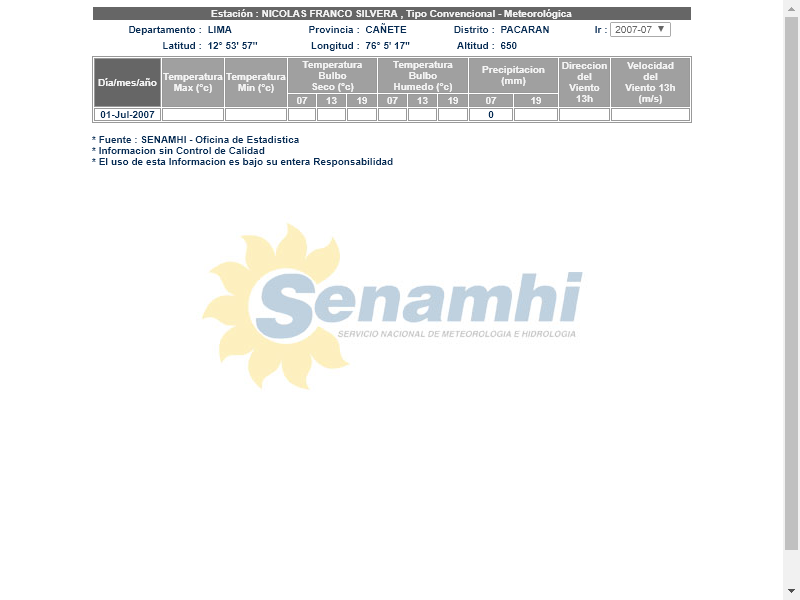 Estación : NICOLAS FRANCO SILVERA , Tipo Convencional - Meteorológica
Departamento : LIMA Provincia : CAÑETE Distrito : PACARAN Ir : 2007-07
Latitud : 12° 53' 57'' Longitud : 76° 5' 17'' Altitud : 650
Día/mes/año Temperatura Max (°c) Temperatura Min (°c) Temperatura Bulbo Seco (°c) Temperatura Bulbo Humedo (°c) Precipitacion (mm) Direccion del Viento 13h Velocidad del Viento 13h (m/s)
07 13 19 07 13 19 07 19
01-Jul-2007 0
* Fuente : SENAMHI - Oficina de Estadistica
* Informacion sin Control de Calidad
* El uso de esta Informacion es bajo su entera Responsabilidad
Senamhi
SERVICIO NACIONAL DE METEOROLOGIA E HIDROLOGIA